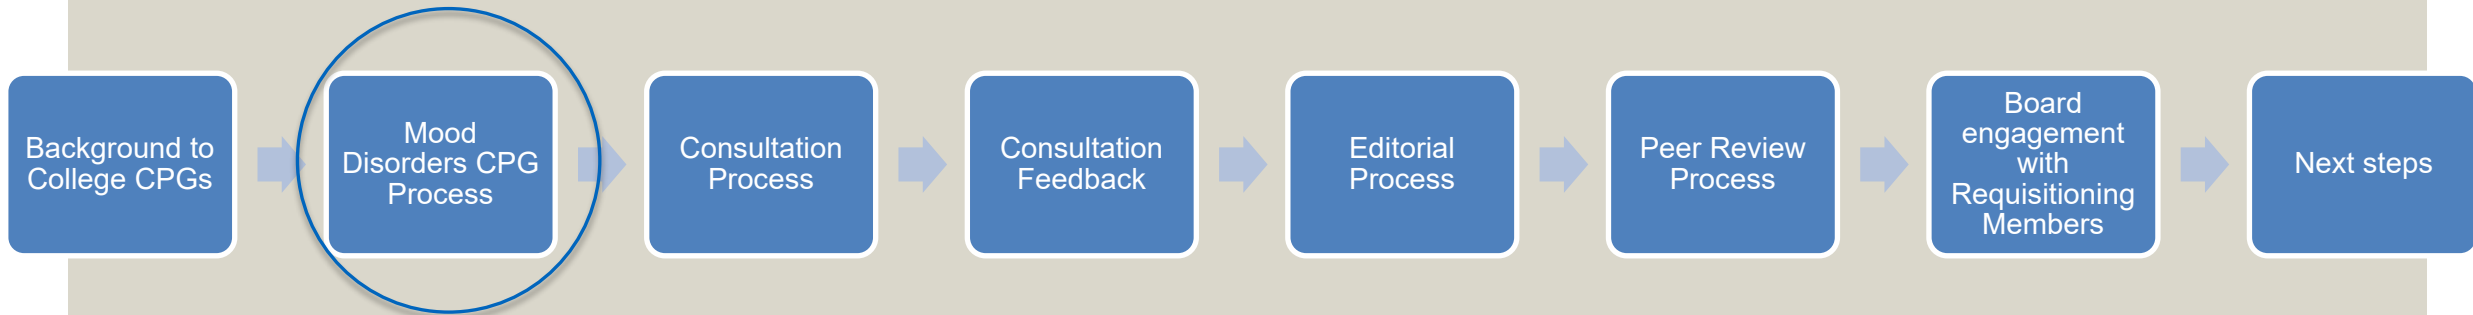 Background to
College CPGs
Mood
Disorders CPG
Process
Consultation
Process
Consultation
Feedback
Editorial
Process
Peer Review
Process
Board
engagement
with
Requisitioning
Members
Next steps